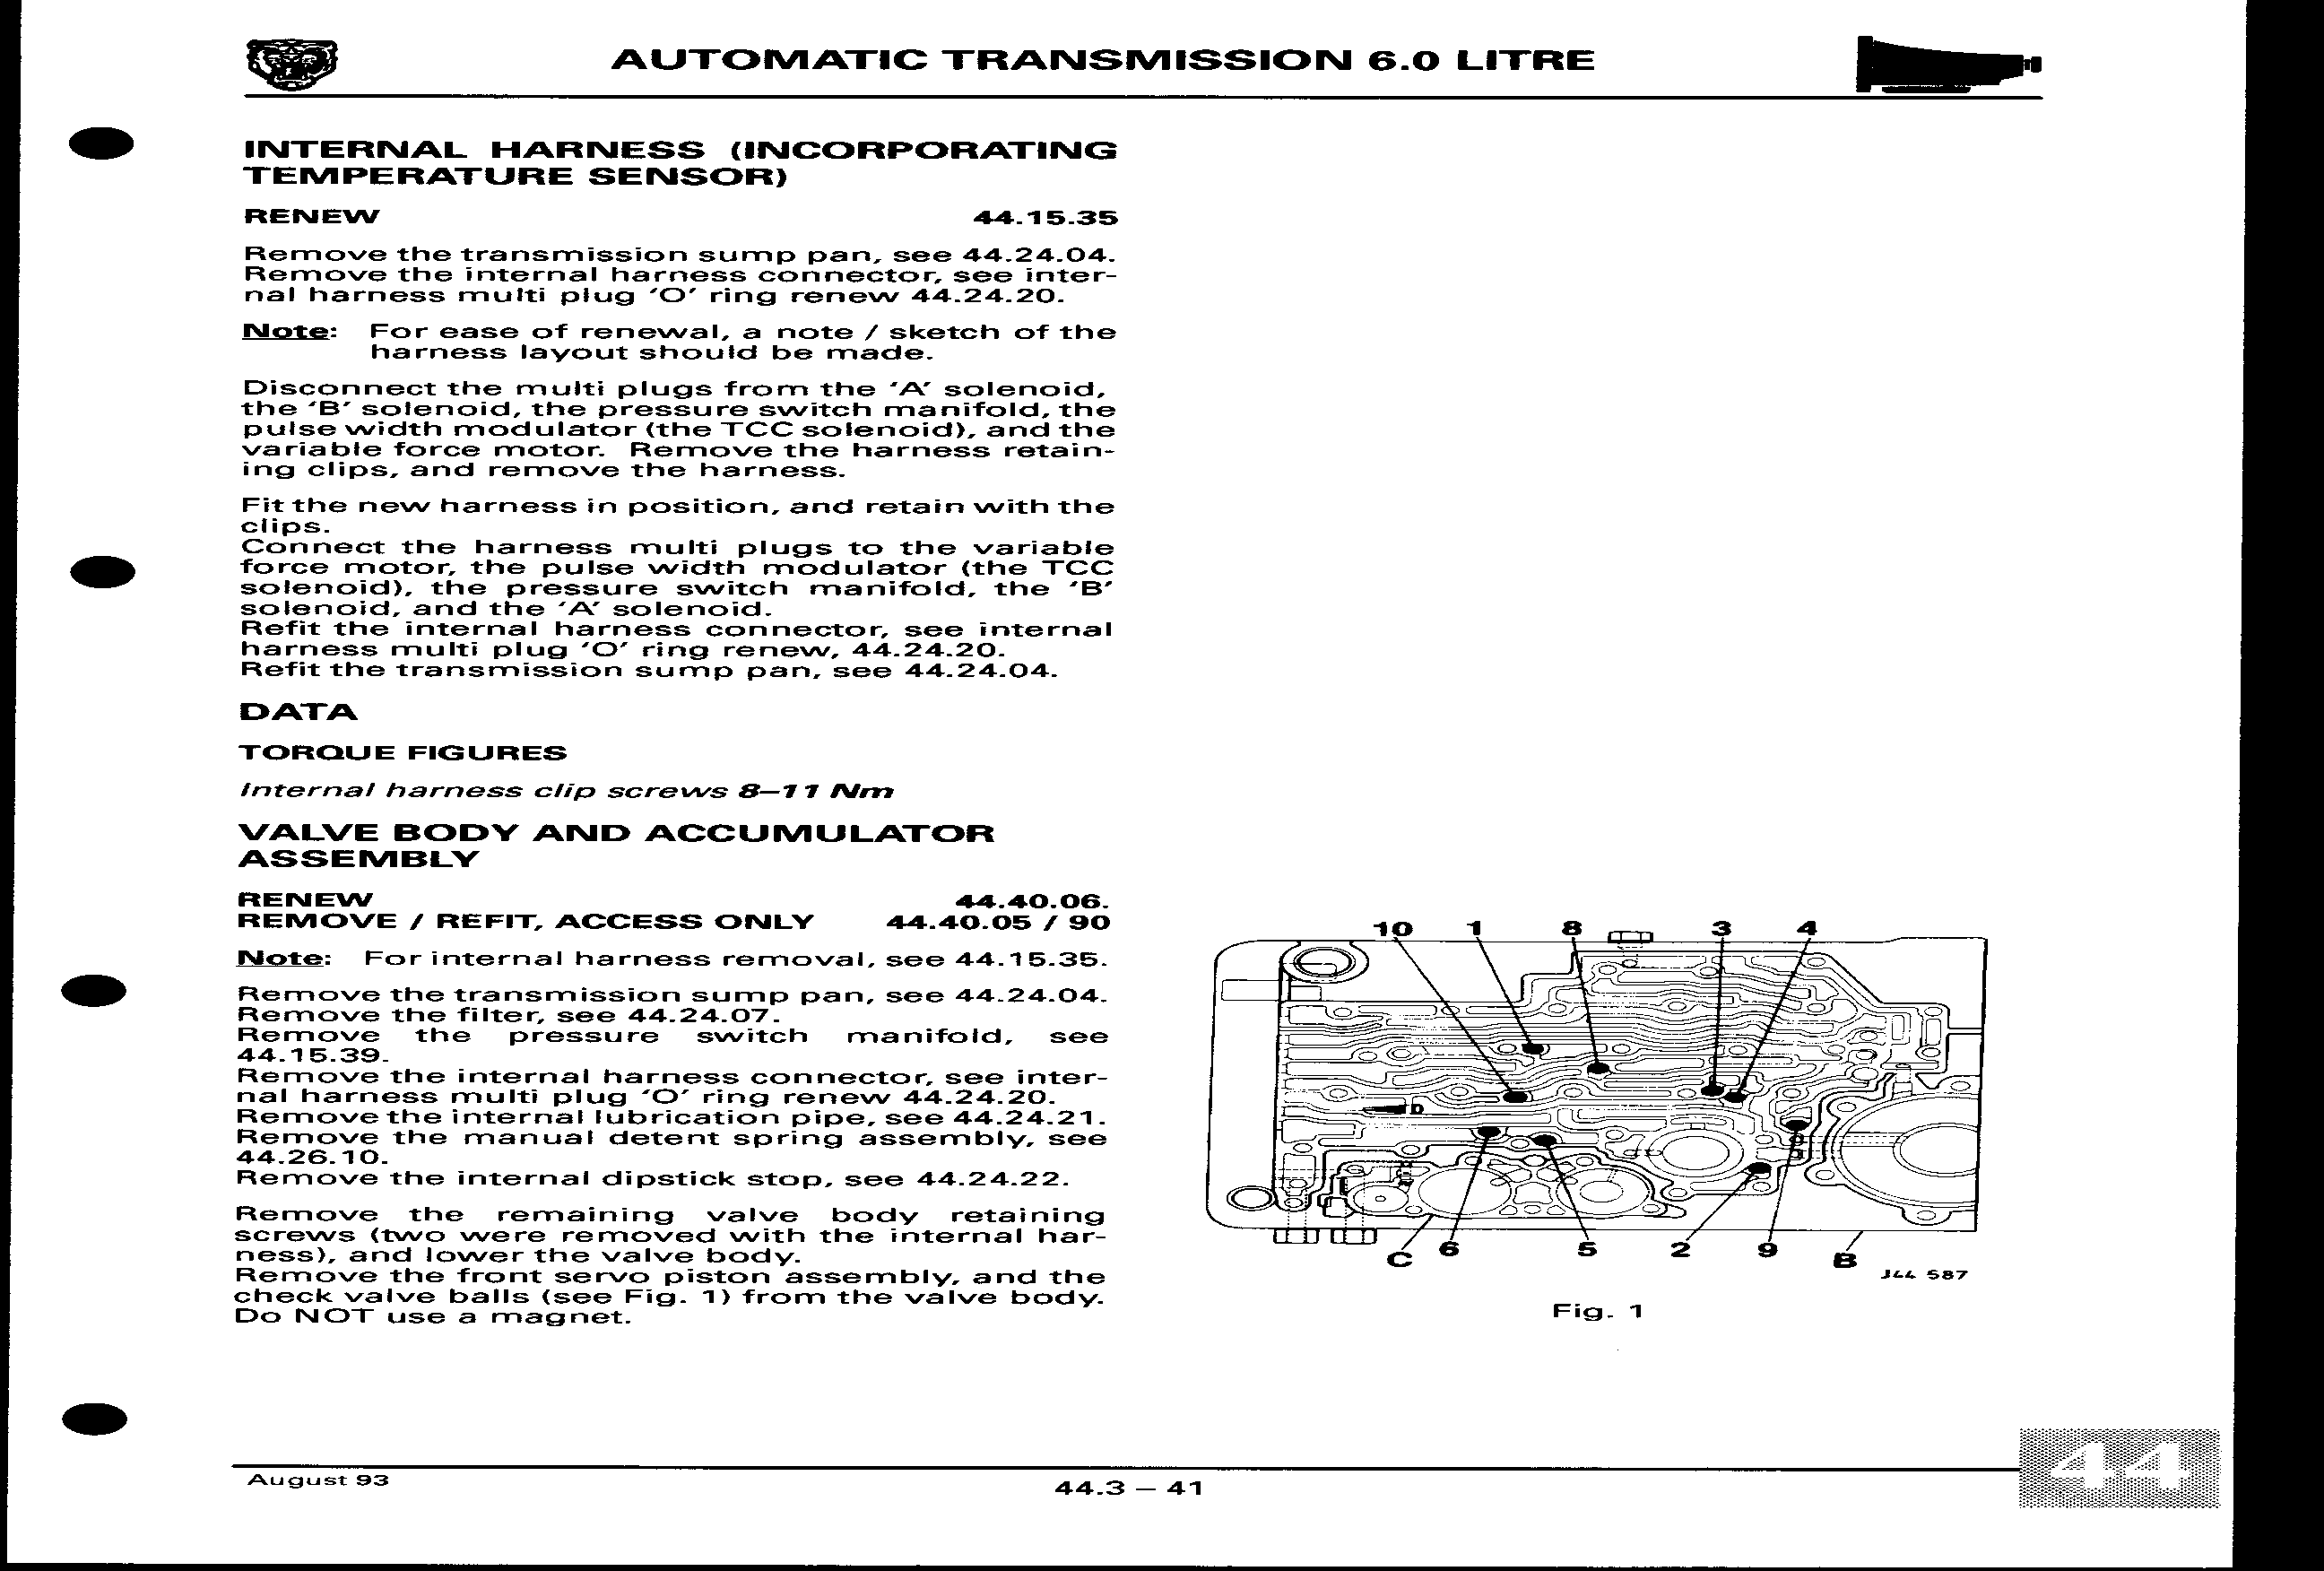 AUTOMATIC TRANSMISSION 6.0 LITRE
INTERNAL HARNESS (INCORPORATING
TEMPERATURE SENSOR)
RENEW 44.15.35
Remove the transmission sump pan, see 44.24.04.
Remove the internal harness connector, see inter-
nal harness multi plug ‘O’ ring renew 44.24.20.
Note: For ease of renewal, a note / sketch of the
harness layout should be made.
Disconnect the multi plugs from the ‘A’ solenoid,
the ‘B’ solenoid, the pressure switch manifold, the
pulse width modulator (the TCC solenoid), and the
variable force motor. Remove the harness retain-
ing clips, and remove the harness.
Fit the new harness in position, and retain with the
clips.
Connect the harness multi plugs to the variable
force motor, the pulse width modulator (the TCC
solenoid), the pressure switch manifold, the ‘B’
solenoid, and the ‘A’ solenoid.
Refit the internal harness connector, see internal
harness multi plug ‘O’ ring renew, 44.24.20.
Refit the transmission sump pan, see 44.24.04.
DATA
TORQUE FIGURES
Internal harness clip screws 8–11 Nm
VALVE BODY AND ACCUMULATOR
ASSEMBLY
RENEW 44.40.06.
REMOVE / REFIT, ACCESS ONLY 44.40.05 / 90
Note: For internal harness removal, see 44.15.35.
Remove the transmission sump pan, see 44.24.04.
Remove the filter, see 44.24.07.
Remove the pressure switch manifold, see
44.15.39.
Remove the internal harness connector, see inter-
nal harness multi plug ‘O’ ring renew 44.24.20.
Remove the internal lubrication pipe, see 44.24.21.
Remove the manual detent spring assembly, see
44.26.10.
Remove the internal dipstick stop, see 44.24.22.
Remove the remaining valve body retaining
screws (two were removed with the internal har-
ness), and lower the valve body.
Remove the front servo piston assembly, and the
check valve balls (see Fig. 1) from the valve body.
Do NOT use a magnet.
10 1 8 3 4
D
C 6 5 2 9 B
J44 587
Fig. 1
August 93
44.3 – 41
44